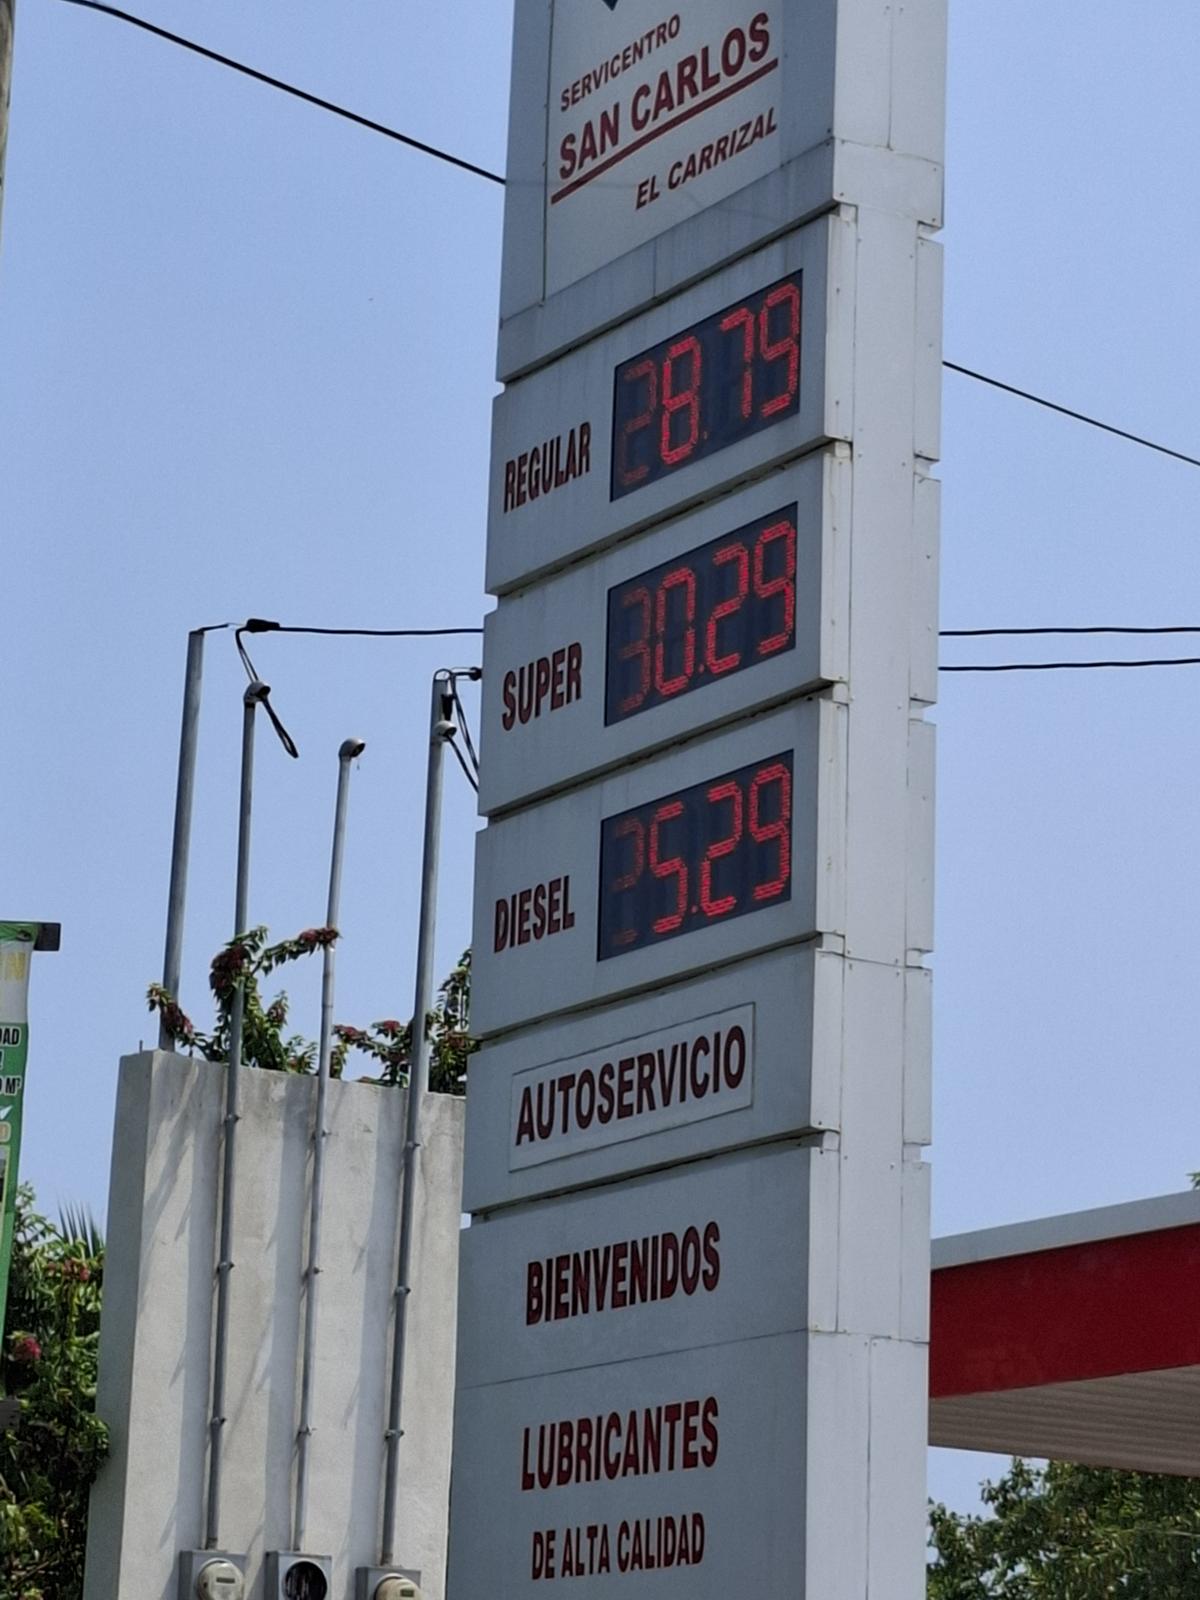 SERVICENTRO
SAN CARLOS
EL CARRIZAL
REGULAR 28.79
SUPER 30.29
DIESEL 25.29
AUTOSERVICIO
BIENVENIDOS
LUBRICANTES
DE ALTA CALIDAD